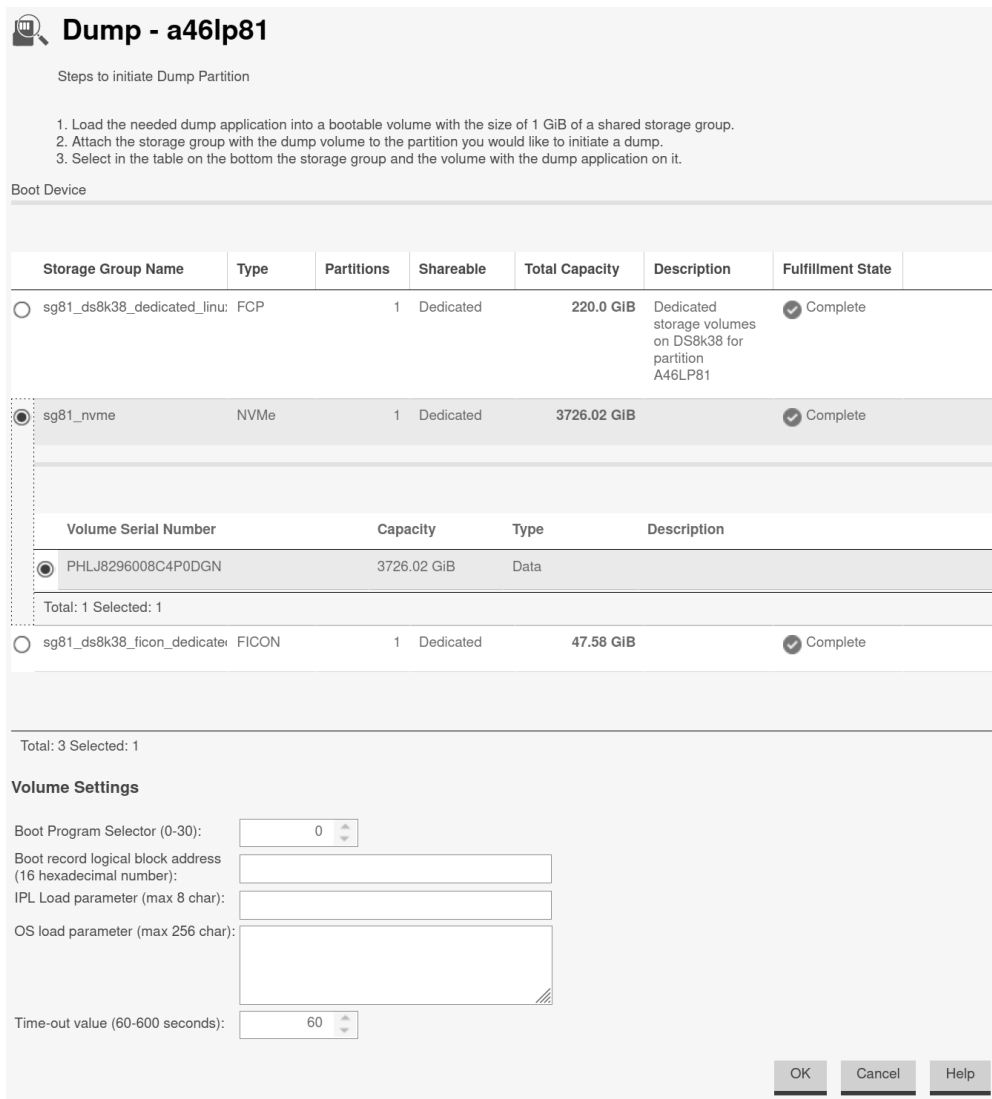 Dump - a46lp81
Steps to initiate Dump Partition
1. Load the needed dump application into a bootable volume with the size of 1 GiB of a shared storage group.
2. Attach the storage group with the dump volume to the partition you would like to initiate a dump.
3. Select in the table on the bottom the storage group and the volume with the dump application on it.
Boot Device
Storage Group Name Type Partitions Shareable Total Capacity Description Fulfillment State
sg81_ds8k38_dedicated_linu FCP 1 Dedicated 220.0 GiB Dedicated Complete
storage volumes
on DS8k38 for
partition
A46LP81
sg81_nvme NVMe 1 Dedicated 3726.02 GiB Complete
Volume Serial Number Capacity Type Description
PHLJ8296008C4P0DGN 3726.02 GiB Data
Total: 1 Selected: 1
sg81_ds8k38_ficon_dedicate FICON 1 Dedicated 47.58 GiB Complete
Total: 3 Selected: 1
Volume Settings
Boot Program Selector (0-30): 0
Boot record logical block address
(16 hexadecimal number):
IPL Load parameter (max 8 char):
OS load parameter (max 256 char):
Time-out value (60-600 seconds): 60
OK Cancel Help